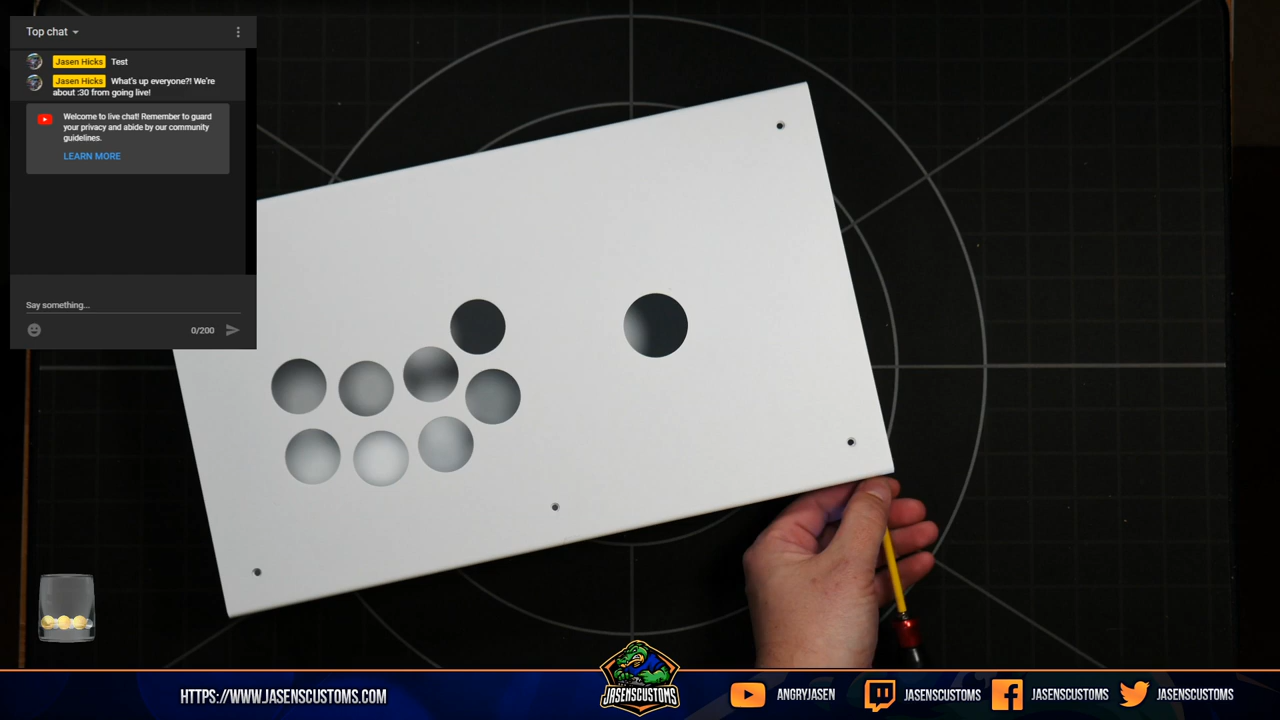 Top chat
Jasen Hicks Test
Jasen Hicks What's up everyone?! We're
about :30 from going live!
Welcome to live chat! Remember to guard
your privacy and abide by our community
guidelines.
LEARN MORE
Say something...
0/200
HTTPS://WWW.JASENSCUSTOMS.COM
JASENSCUSTOMS
ANGRYJASEN
JASENSCUSTOMS
JASENSCUSTOMS
JASENSCUSTOMS